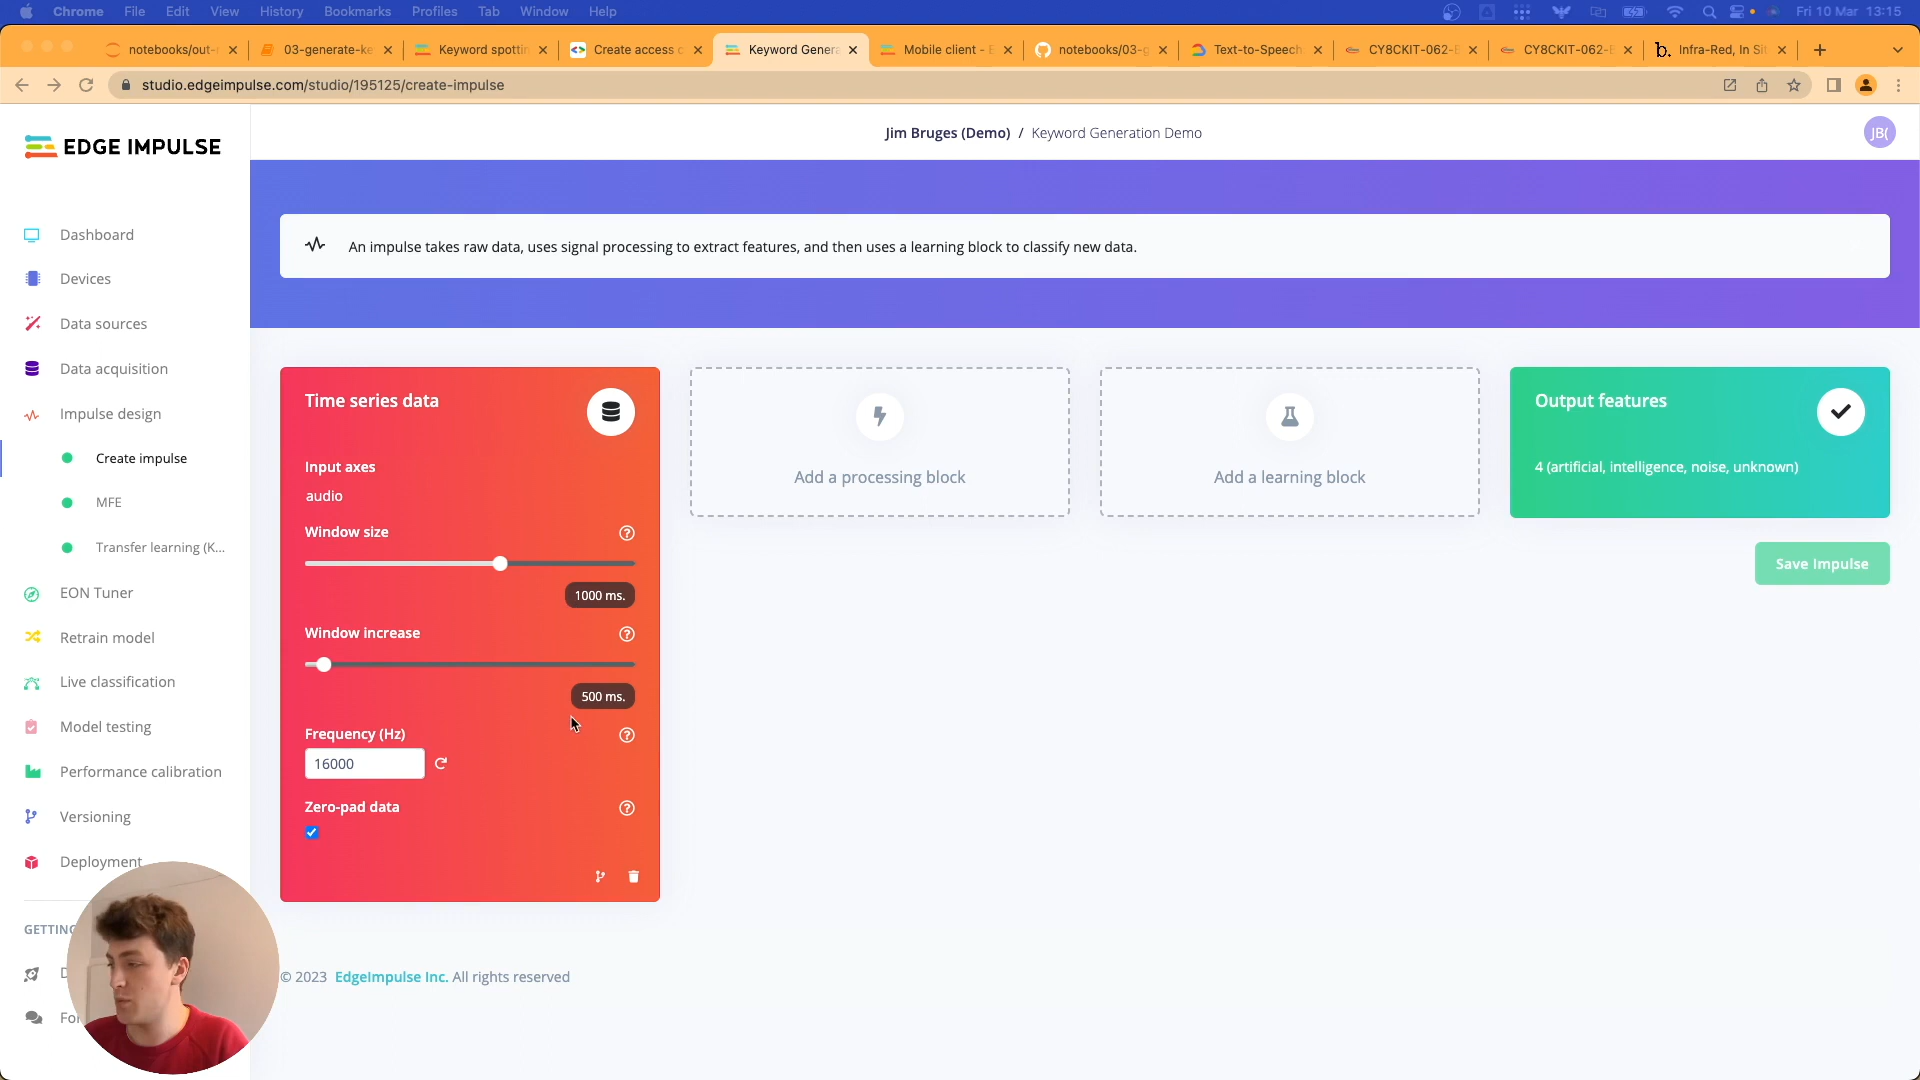 Chrome File Edit View History Bookmarks Profiles Tab Window Help Fri 10 Mar 13:15
notebooks/out- 03-generate-ke Keyword spottin Create access c Keyword Genera Mobile client - E notebooks/03-g Text-to-Speech CY8CKIT-062-B CY8CKIT-062-B b. Infra-Red, In Sit
studio.edgeimpulse.com/studio/195125/create-impulse
EDGE IMPULSE
Jim Bruges (Demo) / Keyword Generation Demo
JB(
An impulse takes raw data, uses signal processing to extract features, and then uses a learning block to classify new data.
Dashboard
Devices
Data sources
Data acquisition
Impulse design
Create impulse
MFE
Transfer learning (K...
EON Tuner
Retrain model
Live classification
Model testing
Performance calibration
Versioning
Deployment
GETTING
Time series data
Input axes
audio
Window size
1000 ms.
Window increase
500 ms.
Frequency (Hz)
16000
Zero-pad data
Add a processing block
Add a learning block
Output features
4 (artificial, intelligence, noise, unknown)
Save Impulse
© 2023 EdgeImpulse Inc. All rights reserved